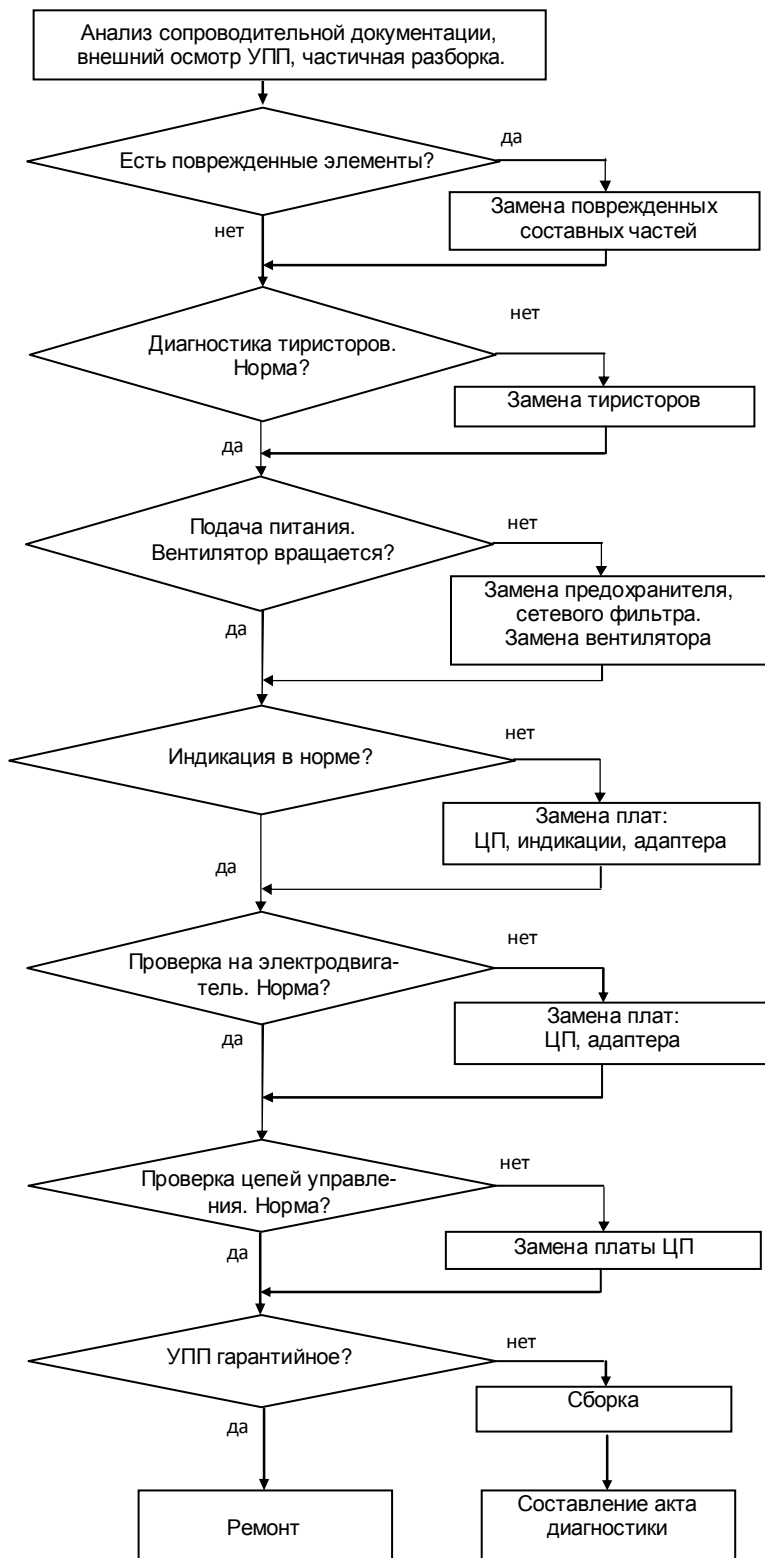 Анализ сопроводительной документации,
внешний осмотр УПП, частичная разборка.
да
Есть поврежденные элементы?
Замена поврежденных
составных частей
нет
нет
Диагностика тиристоров.
Норма?
Замена тиристоров
да
нет
Подача питания.
Вентилятор вращается?
Замена предохранителя,
сетевого фильтра.
Замена вентилятора
да
нет
Индикация в норме?
Замена плат:
ЦП, индикации, адаптера
да
нет
Проверка на электродвига-
тель. Норма?
Замена плат:
ЦП, адаптера
да
нет
Проверка цепей управле-
ния. Норма?
Замена платы ЦП
да
нет
УПП гарантийное?
Сборка
да
Ремонт
Составление акта
диагностики